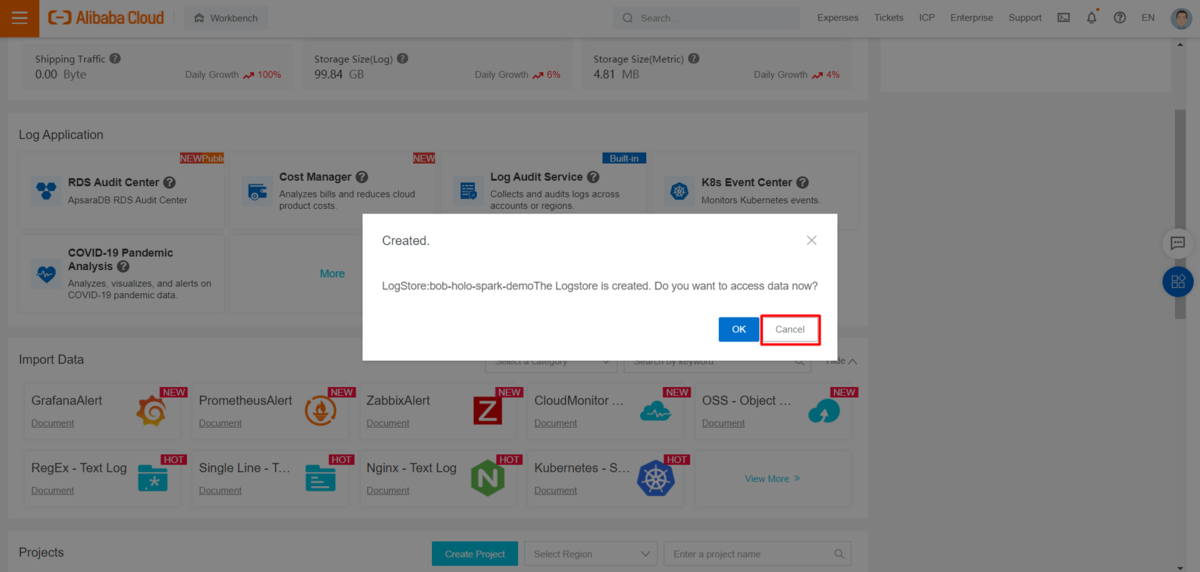 Alibaba Cloud
Workbench
Search...
Expenses
Tickets
ICP
Enterprise
Support
EN
Shipping Traffic
0.00 Byte
Daily Growth 100%
Storage Size(Log)
99.84 GB
Daily Growth 6%
Storage Size(Metric)
4.81 MB
Daily Growth 4%
Log Application
NEW Public
RDS Audit Center
ApsaraDB RDS Audit Center
NEW
Cost Manager
Analyzes bills and reduces cloud
product costs.
Built-in
Log Audit Service
Collects and audits logs across
accounts or regions.
K8s Event Center
Monitors Kubernetes events.
COVID-19 Pandemic
Analysis
Analyzes, visualizes, and alerts on
COVID-19 pandemic data.
More
Created.
LogStore:bob-holo-spark-demoThe Logstore is created. Do you want to access data now?
OK
Cancel
Import Data
Select a category
Search by keyword
Hide
GrafanaAlert
NEW
Document
PrometheusAlert
NEW
Document
ZabbixAlert
NEW
Document
CloudMonitor ...
NEW
Document
OSS - Object ...
NEW
Document
RegEx - Text Log
HOT
Document
Single Line - T...
HOT
Document
Nginx - Text Log
HOT
Document
Kubernetes - S...
HOT
Document
View More >
Projects
Create Project
Select Region
Enter a project name